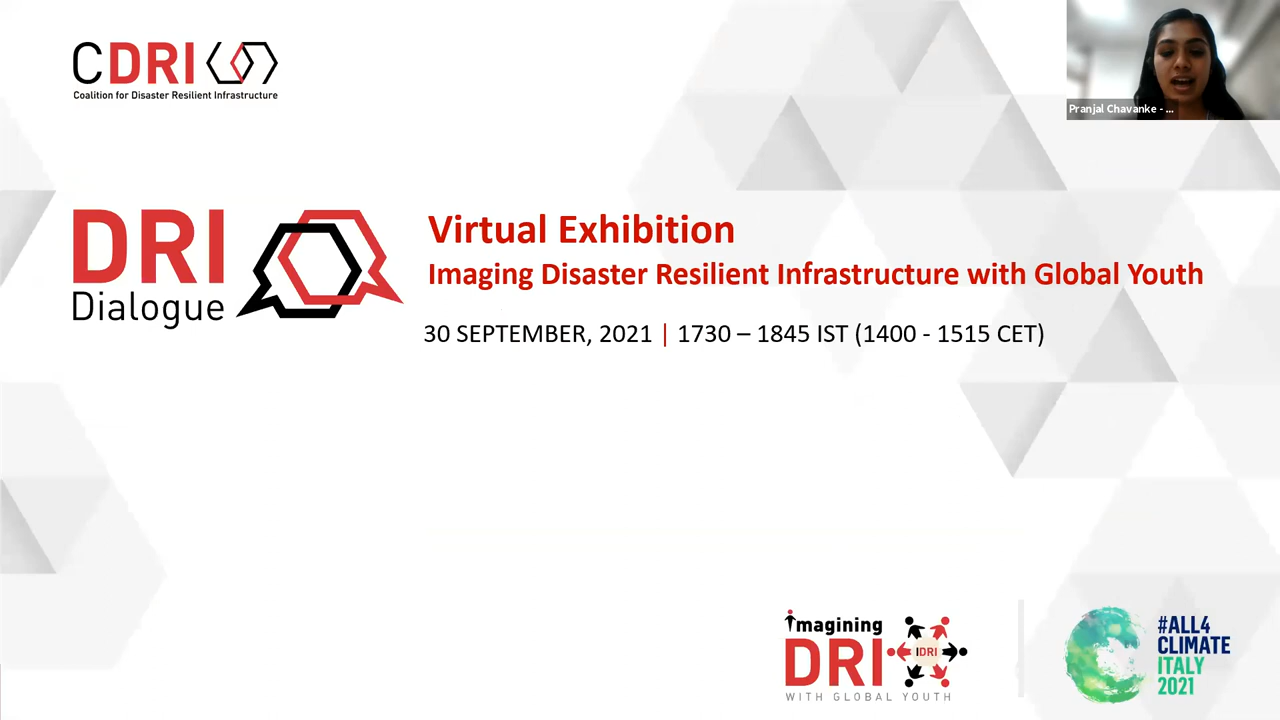 CDRI
Coalition for Disaster Resilient Infrastructure
Pranjal Chavanke - ...
DRI
Dialogue
Virtual Exhibition
Imaging Disaster Resilient Infrastructure with Global Youth
30 SEPTEMBER, 2021 | 1730 – 1845 IST (1400 - 1515 CET)
imagining
DRI
IDRI
WITH GLOBAL YOUTH
#ALL4
CLIMATE
ITALY
2021